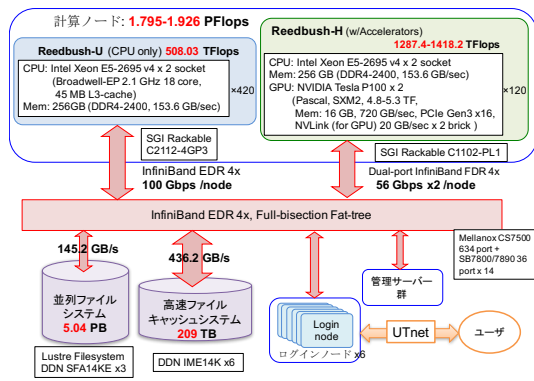 計算ノード: 1.795-1.926 PFlops
Reedbush-U (CPU only) 508.03 TFlops
CPU: Intel Xeon E5-2695 v4 x 2 socket
(Broadwell-EP 2.1 GHz 18 core,
45 MB L3-cache)
Mem: 256GB (DDR4-2400, 153.6 GB/sec)
×420
SGI Rackable
C2112-4GP3
InfiniBand EDR 4x
100 Gbps /node
Reedbush-H (w/Accelerators)
1287.4-1418.2 TFlops
CPU: Intel Xeon E5-2695 v4 x 2 socket
Mem: 256 GB (DDR4-2400, 153.6 GB/sec)
GPU: NVIDIA Tesla P100 x 2
(Pascal, SXM2, 4.8-5.3 TF,
Mem: 16 GB, 720 GB/sec, PCIe Gen3 x16,
NVLink (for GPU) 20 GB/sec x 2 brick )
×120
SGI Rackable C1102-PL1
Dual-port InfiniBand FDR 4x
56 Gbps x2 /node
InfiniBand EDR 4x, Full-bisection Fat-tree
Mellanox CS7500
634 port +
SB7800/7890 36
port x 14
145.2 GB/s
436.2 GB/s
並列ファイル
システム
5.04 PB
Lustre Filesystem
DDN SFA14KE x3
高速ファイル
キャッシュシステム
209 TB
DDN IME14K x6
Login
node
ログインノード x6
管理サーバー
群
UTnet
ユーザ